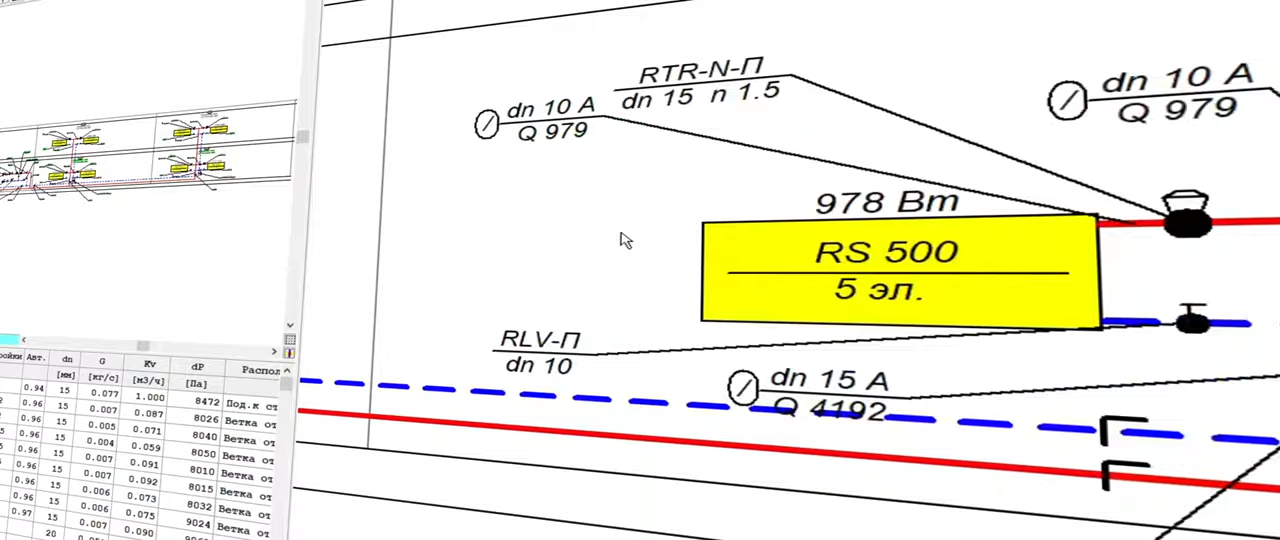 RTR-N-П
dn 15 n 1.5
dn 10 A
Q 979
dn 10 A
Q 979
978 Вт
RS 500
5 эл.
RLV-П
dn 10
dn 15 A
Q 4192
Авт. dn G Kv dP Распол
[мм] [кг/с] [м3/ч] [Па]
0.94 15 0.077 1.000 8472 Под.к ст
0.96 15 0.007 0.087 8026 Ветка от
0.96 15 0.005 0.071 8040 Ветка от
0.96 15 0.004 0.059 8050 Ветка от
0.96 15 0.007 0.091 8010 Ветка от
0.96 15 0.007 0.092 8015 Ветка от
0.96 15 0.006 0.073 8032 Ветка от
0.97 15 0.006 0.075 9024 Ветка от
15 0.007 0.090
20